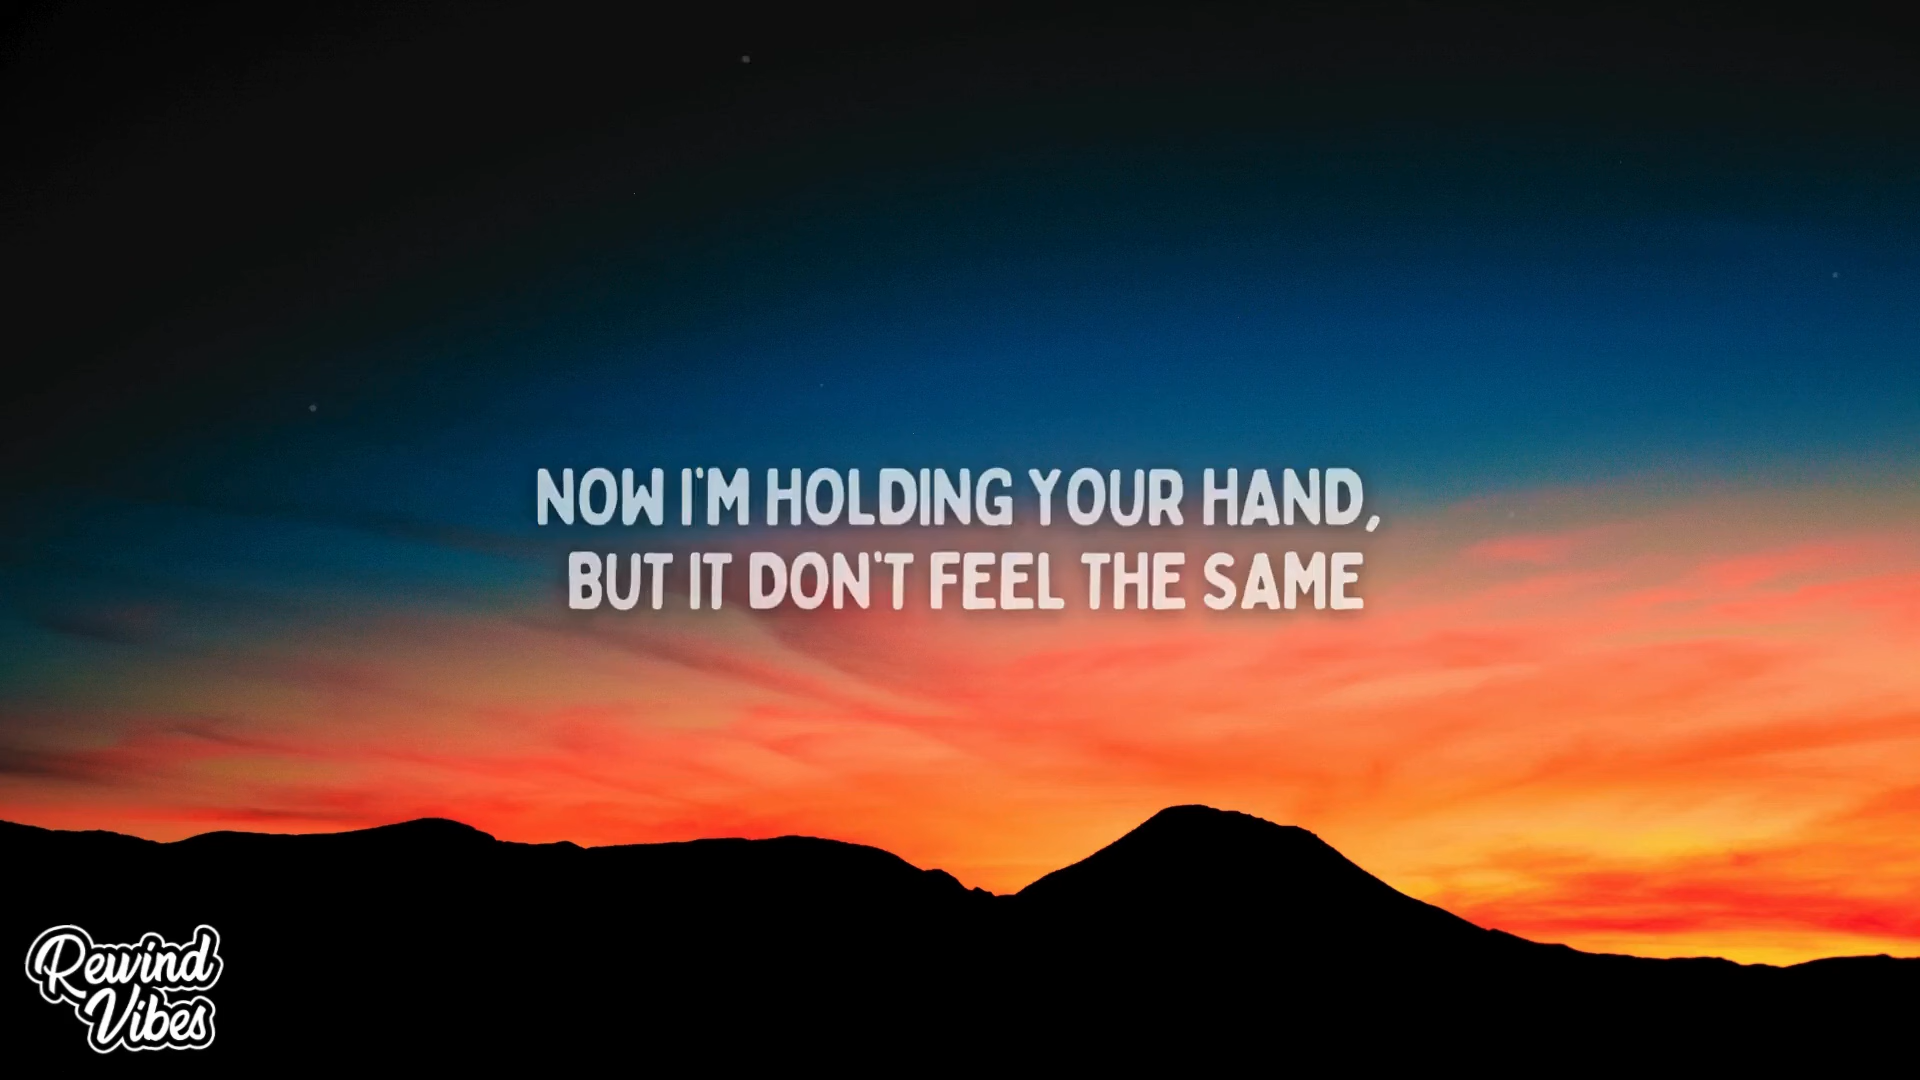 NOW I'M HOLDING YOUR HAND,
BUT IT DON'T FEEL THE SAME
Rewind
Vibes